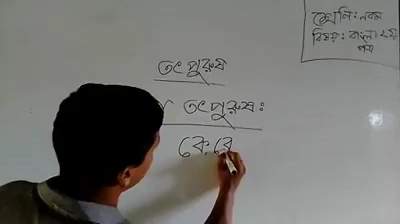 শ্রেণি: নবম
বিষয়: বাংলা ২য়
পত্র
তৎপুরুষ
তৎপুরুষ:
কে, রে